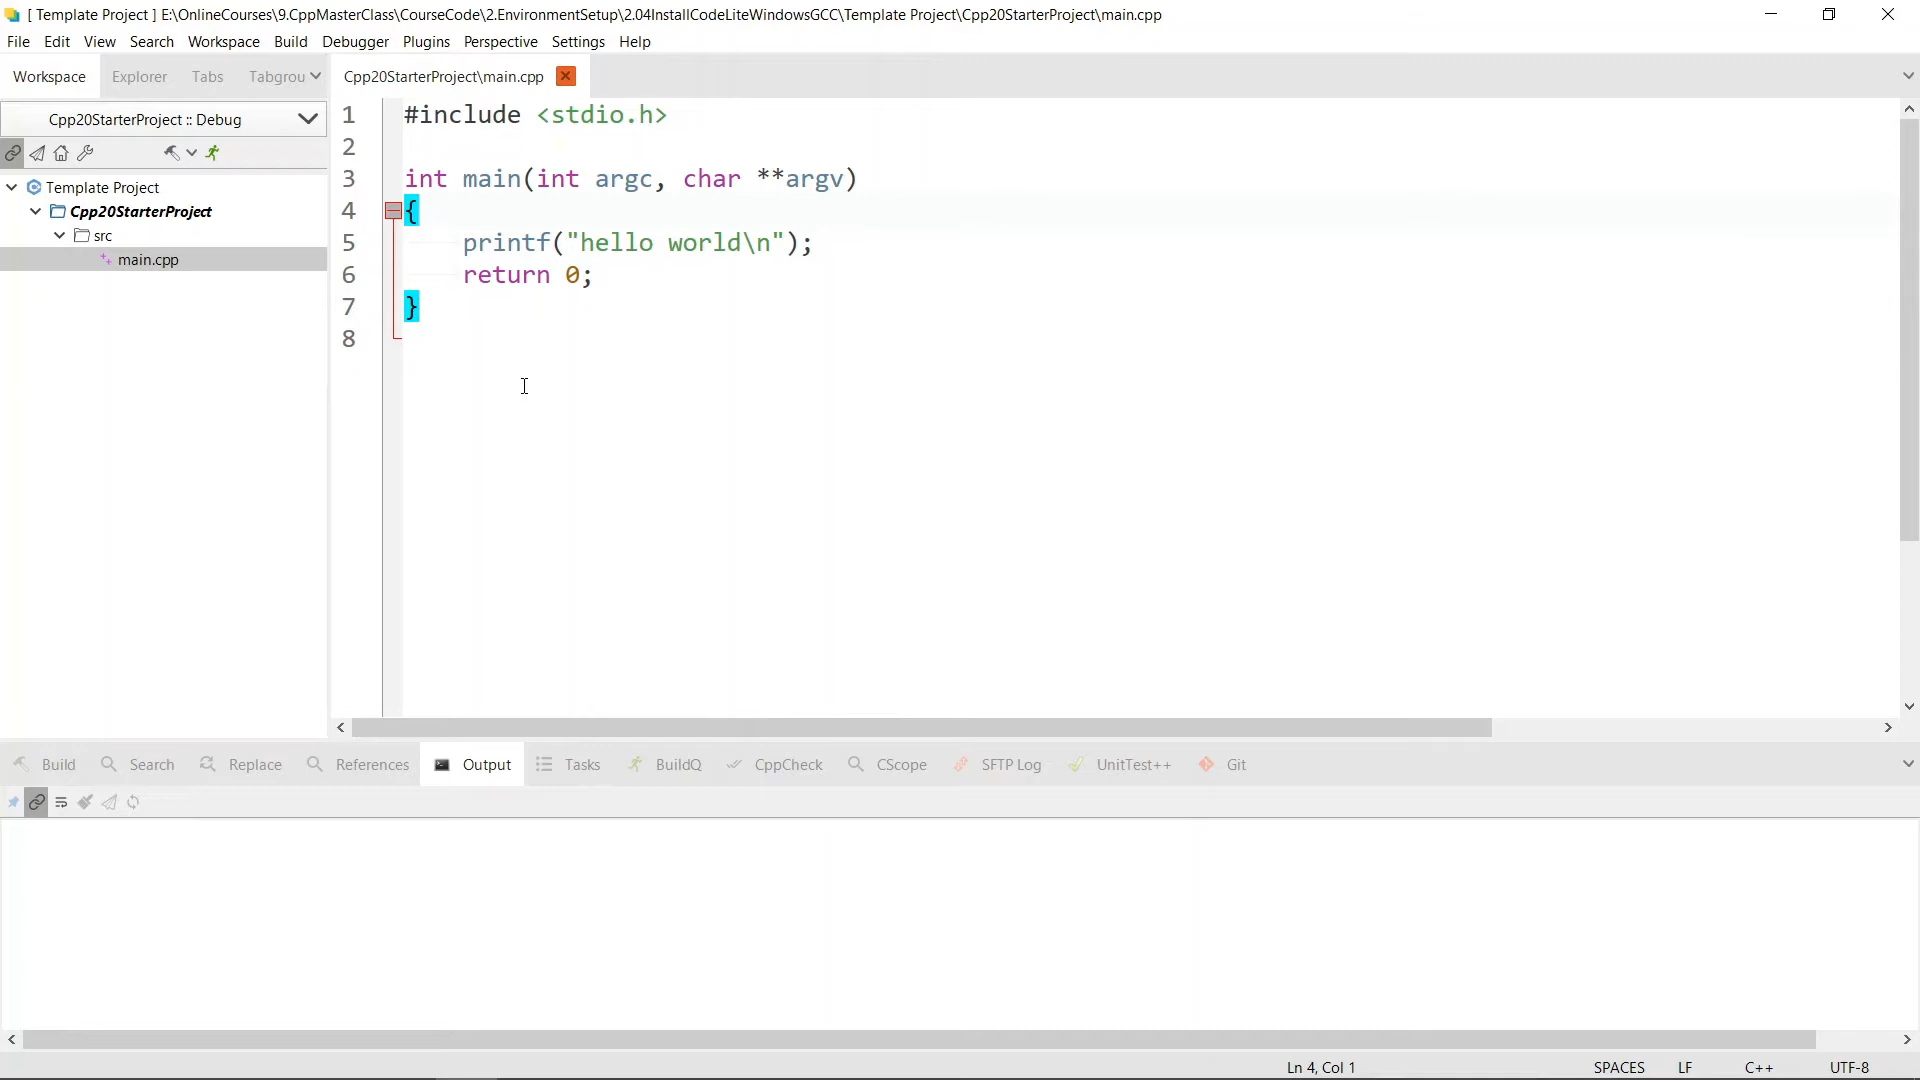 [ Template Project ] E:\OnlineCourses\9.CppMasterClass\CourseCode\2.EnvironmentSetup\2.04InstallCodeLiteWindowsGCC\Template Project\Cpp20StarterProject\main.cpp
File Edit View Search Workspace Build Debugger Plugins Perspective Settings Help
Workspace Explorer Tabs Tabgrou
Cpp20StarterProject\main.cpp
Cpp20StarterProject :: Debug
Template Project
Cpp20StarterProject
src
main.cpp
1 #include <stdio.h>
2
3 int main(int argc, char **argv)
4 {
5 printf("hello world\n");
6 return 0;
7 }
8
Build Search Replace References Output Tasks BuildQ CppCheck CScope SFTP Log UnitTest++ Git
Ln 4, Col 1 SPACES LF C++ UTF-8